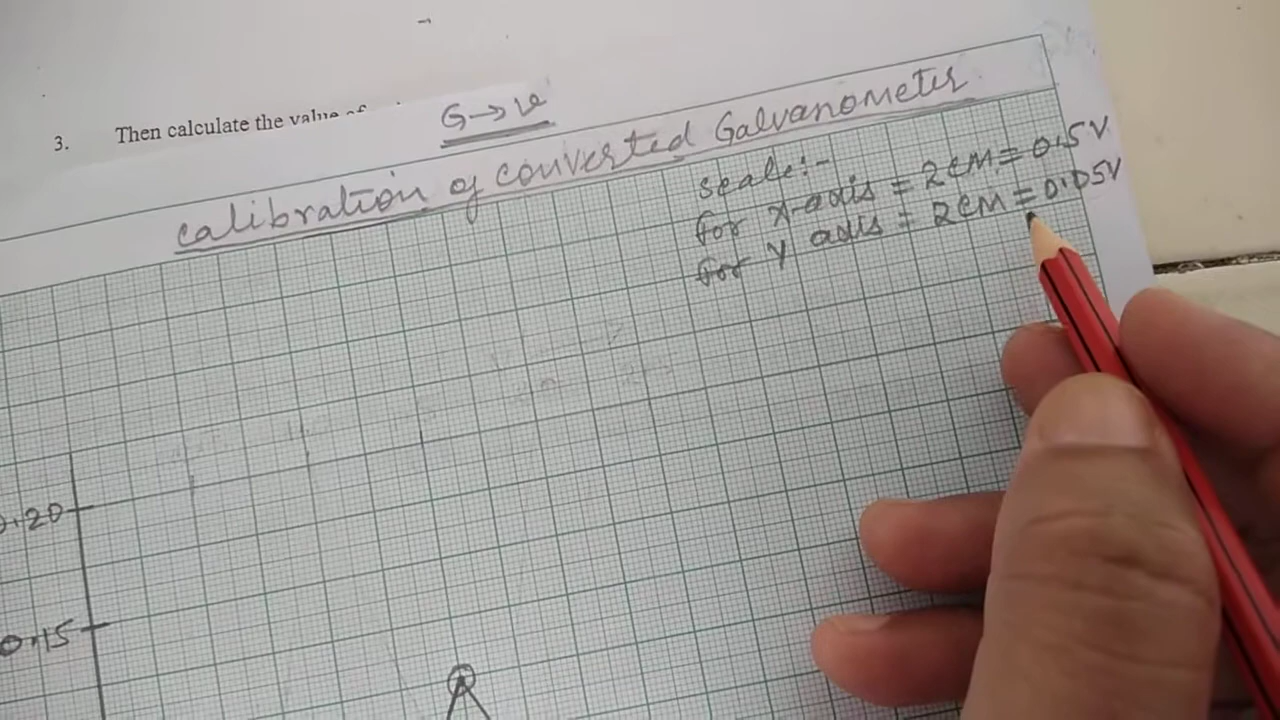 3. Then calculate the value of
G→v
calibration of converted Galvanometer
scale:-
for x-axis = 2cm = 0.5V
for Y axis = 2cm = 0.05V
0.20
0.15